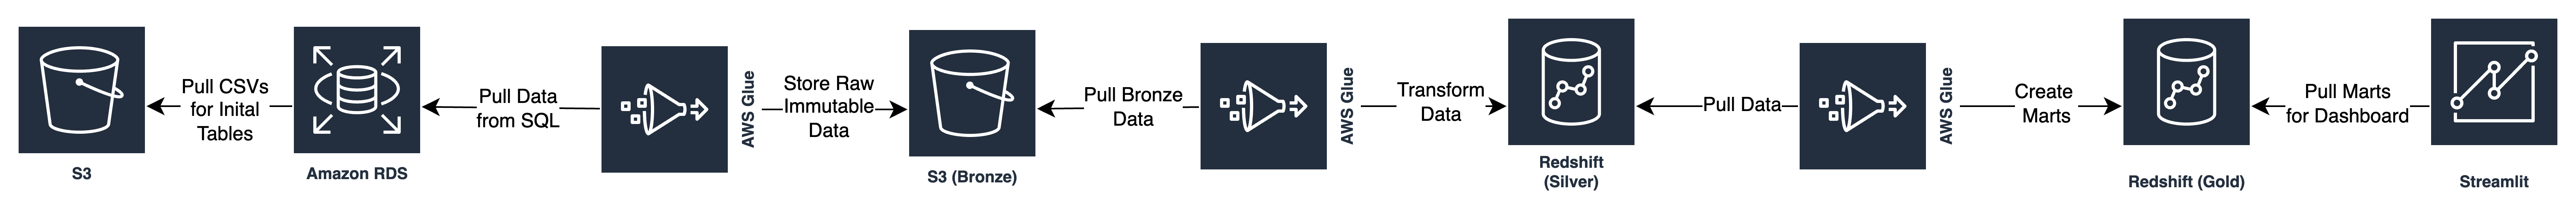 Pull CSVs
for Inital
Tables
S3
Amazon RDS
Pull Data
from SQL
AWS Glue
Store Raw
Immutable
Data
S3 (Bronze)
Pull Bronze
Data
AWS Glue
Transform
Data
Redshift
(Silver)
Pull Data
AWS Glue
Create
Marts
Redshift (Gold)
Pull Marts
for Dashboard
Streamlit